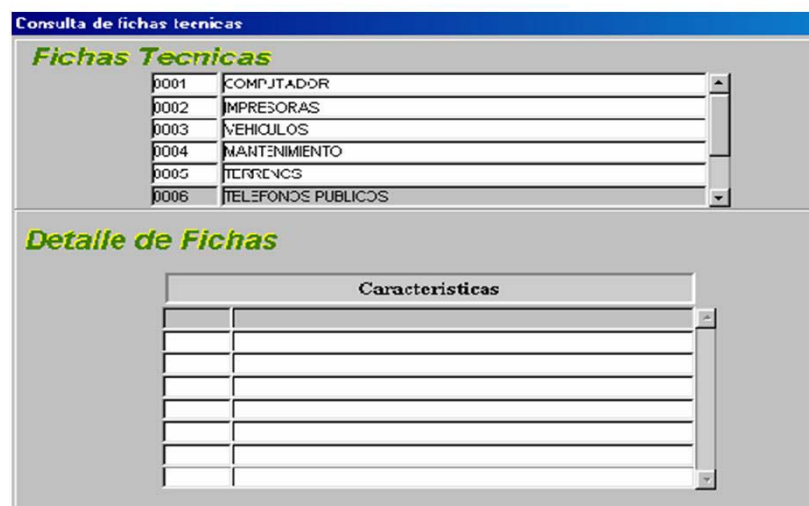 Consulta de fichas tecnicas
Fichas Tecnicas
0001 COMPUTADOR
0002 IMPRESORAS
0003 VEHICULOS
0004 MANTENIMIENTO
0005 TERRENOS
0006 TELEFONOS PUBLICOS
Detalle de Fichas
Caracteristicas